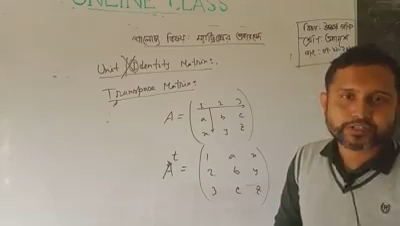 ONLINE CLASS
আলোচ্য বিষয়: ম্যাট্রিক্সের প্রকারভেদ
Unit / Identity Matrix:
Transpose Matrix:
A = ( 1 2 3
a b c
x y z )
A^t = ( 1 a x
2 b y
3 c z )